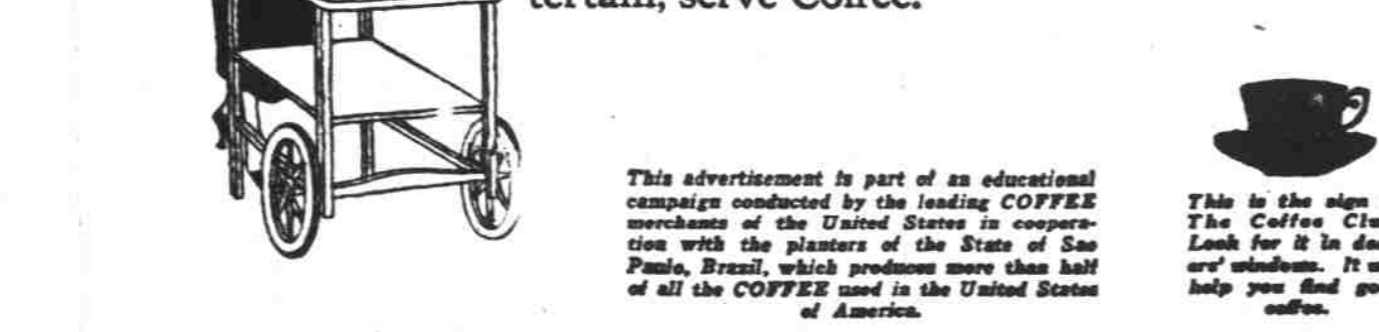 tertain, serve Coffee.
This advertisement is part of an educational
campaign conducted by the leading COFFEE
merchants of the United States in coopera-
tion with the planters of the State of Sao
Paulo, Brazil, which produces more than half
of all the COFFEE used in the United States
of America.
This is the sign
The Coffee Clu
Look for it in dea
ers' windows. It w
help you find go
coffee.